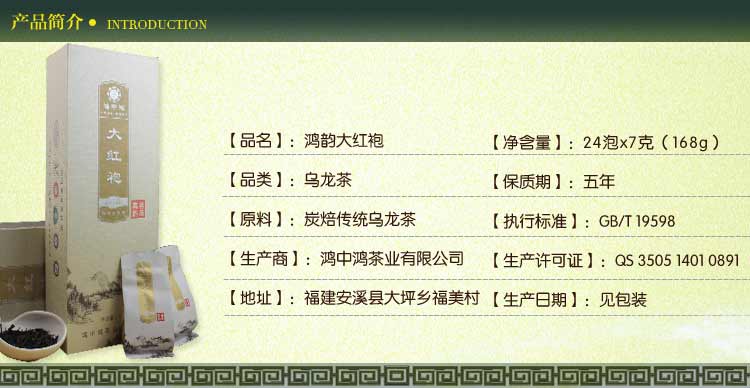 产品简介• INTRODUCTION
大红袍
【品名】：鸿韵大红袍
【净含量】：24泡x7克（168g）
【品类】：乌龙茶
【保质期】：五年
【原料】：炭焙传统乌龙茶
【执行标准】：GB/T 19598
【生产商】：鸿中鸿茶业有限公司
【生产许可证】：QS 3505 1401 0891
【地址】：福建安溪县大坪乡福美村
【生产日期】：见包装